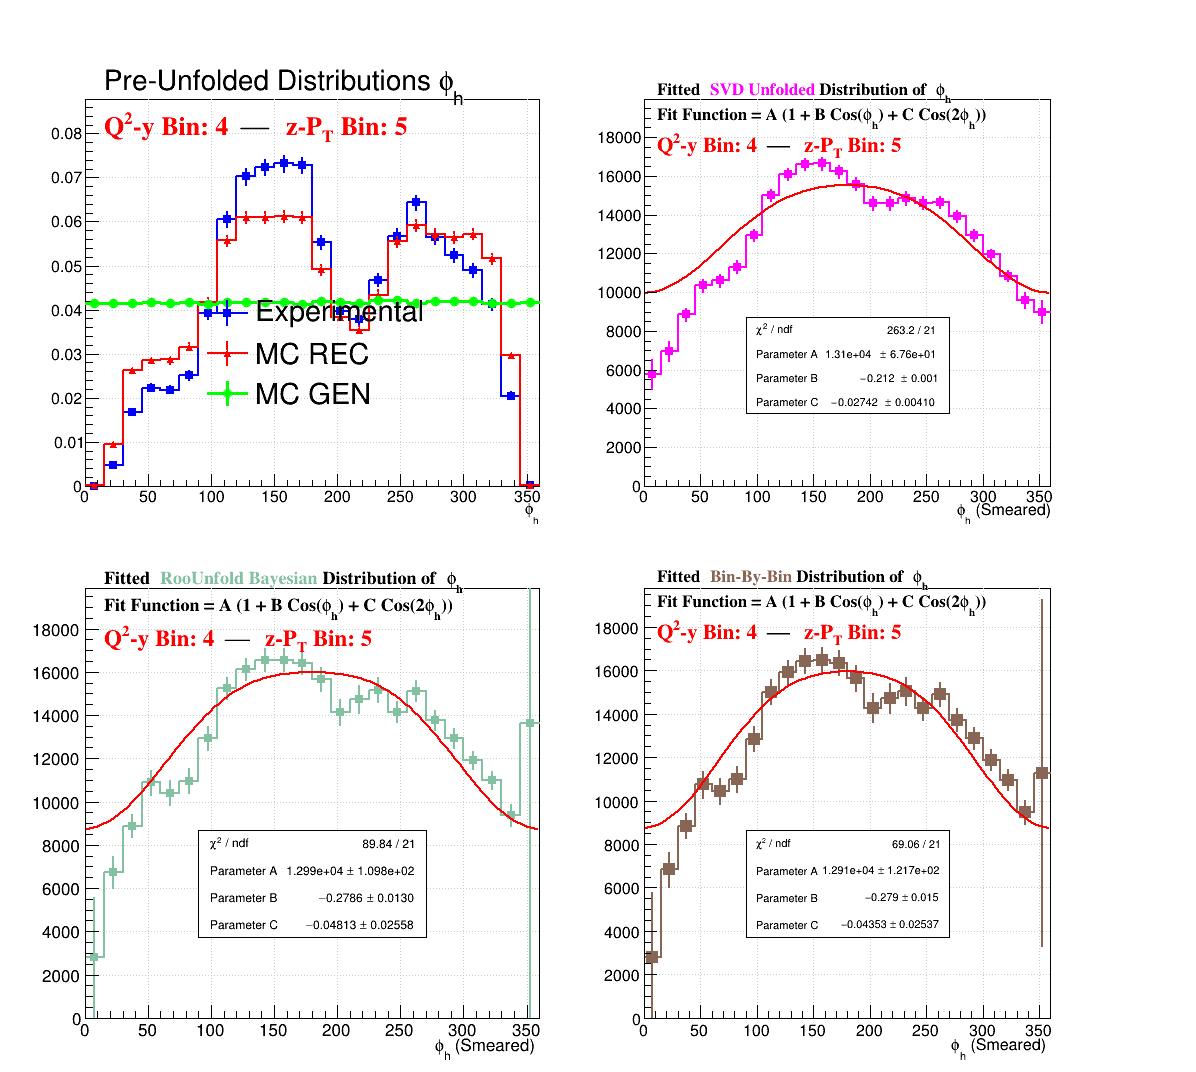 Pre-Unfolded Distributions ϕh
Q2-y Bin: 4 — z-PT Bin: 5
0.08
0.07
0.06
0.05
0.04
0.03
0.02
0.01
0
Experimental
MC REC
MC GEN
0 50 100 150 200 250 300 350
ϕh
Fitted SVD Unfolded Distribution of ϕh
Fit Function = A (1 + B Cos(ϕh) + C Cos(2ϕh))
Q2-y Bin: 4 — z-PT Bin: 5
18000
16000
14000
12000
10000
8000
6000
4000
2000
0
χ2 / ndf 263.2 / 21
Parameter A 1.31e+04 ± 6.76e+01
Parameter B −0.212 ± 0.001
Parameter C −0.02742 ± 0.00410
0 50 100 150 200 250 300 350
ϕh (Smeared)
Fitted RooUnfold Bayesian Distribution of ϕh
Fit Function = A (1 + B Cos(ϕh) + C Cos(2ϕh))
Q2-y Bin: 4 — z-PT Bin: 5
18000
16000
14000
12000
10000
8000
6000
4000
2000
0
χ2 / ndf 89.84 / 21
Parameter A 1.299e+04 ± 1.098e+02
Parameter B −0.2786 ± 0.0130
Parameter C −0.04813 ± 0.02558
0 50 100 150 200 250 300 350
ϕh (Smeared)
Fitted Bin-By-Bin Distribution of ϕh
Fit Function = A (1 + B Cos(ϕh) + C Cos(2ϕh))
Q2-y Bin: 4 — z-PT Bin: 5
18000
16000
14000
12000
10000
8000
6000
4000
2000
0
χ2 / ndf 69.06 / 21
Parameter A 1.291e+04 ± 1.217e+02
Parameter B −0.279 ± 0.015
Parameter C −0.04353 ± 0.02537
0 50 100 150 200 250 300 350
ϕh (Smeared)